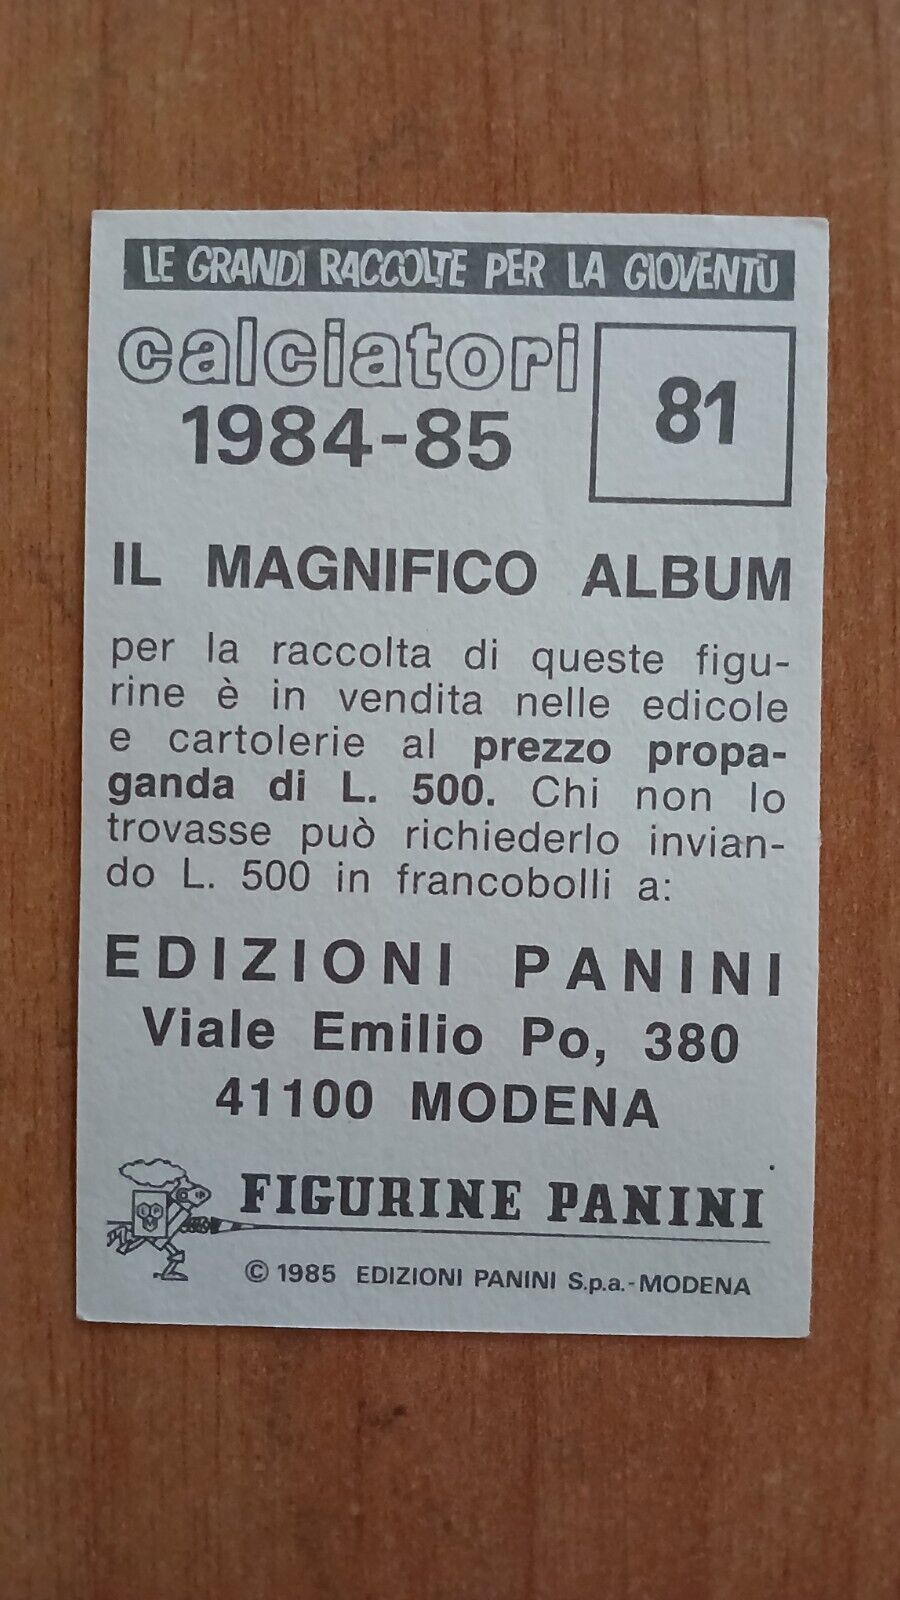 LE GRANDI RACCOLTE PER LA GIOVENTÙ
calciatori
1984-85
81
IL MAGNIFICO ALBUM
per la raccolta di queste figu-
rine è in vendita nelle edicole
e cartolerie al prezzo propa-
ganda di L. 500. Chi non lo
trovasse può richiederlo invian-
do L. 500 in francobolli a:
EDIZIONI PANINI
Viale Emilio Po, 380
41100 MODENA
FIGURINE PANINI
© 1985 EDIZIONI PANINI S.p.a.-MODENA